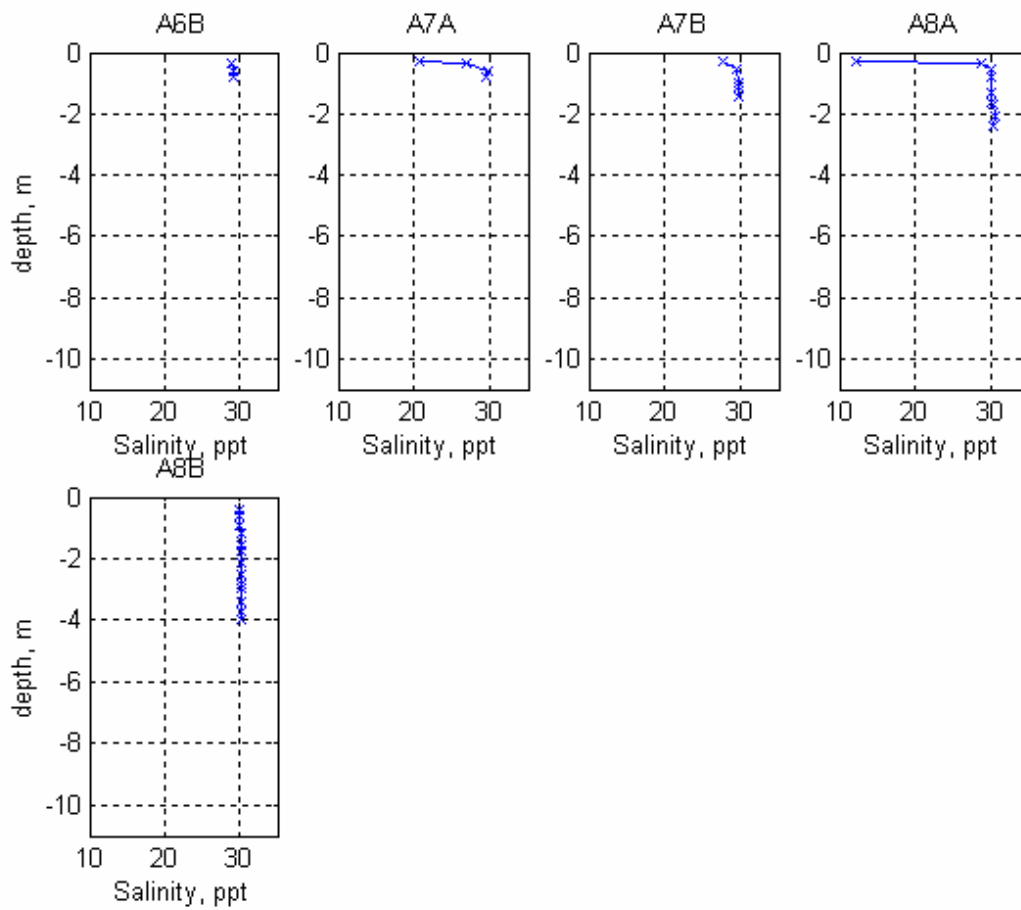 A6B A7A A7B A8A
0 0 0 0
-2 -2 -2 -2
-4 -4 -4 -4
depth, m
-6 -6 -6 -6
-8 -8 -8 -8
-10 -10 -10 -10
10 20 30 10 20 30 10 20 30 10 20 30
Salinity, ppt Salinity, ppt Salinity, ppt Salinity, ppt
A8B
0
-2
-4
depth, m
-6
-8
-10
10 20 30
Salinity, ppt